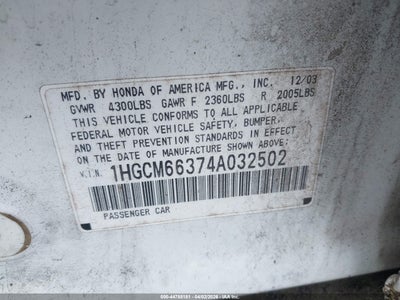 MFD. BY HONDA OF AMERICA MFG., INC. 12/03
GVWR 4300LBS GAWR F 2360LBS R 2005LBS
THIS VEHICLE CONFORMS TO ALL APPLICABLE
FEDERAL MOTOR VEHICLE SAFETY, BUMPER,
AND THEFT PREVENTION STANDARDS IN EFFECT
ON THE DATE OF MANUFACTURE SHOWN ABOVE.
V.I.N. 1HGCM66374A032502
PASSENGER CAR